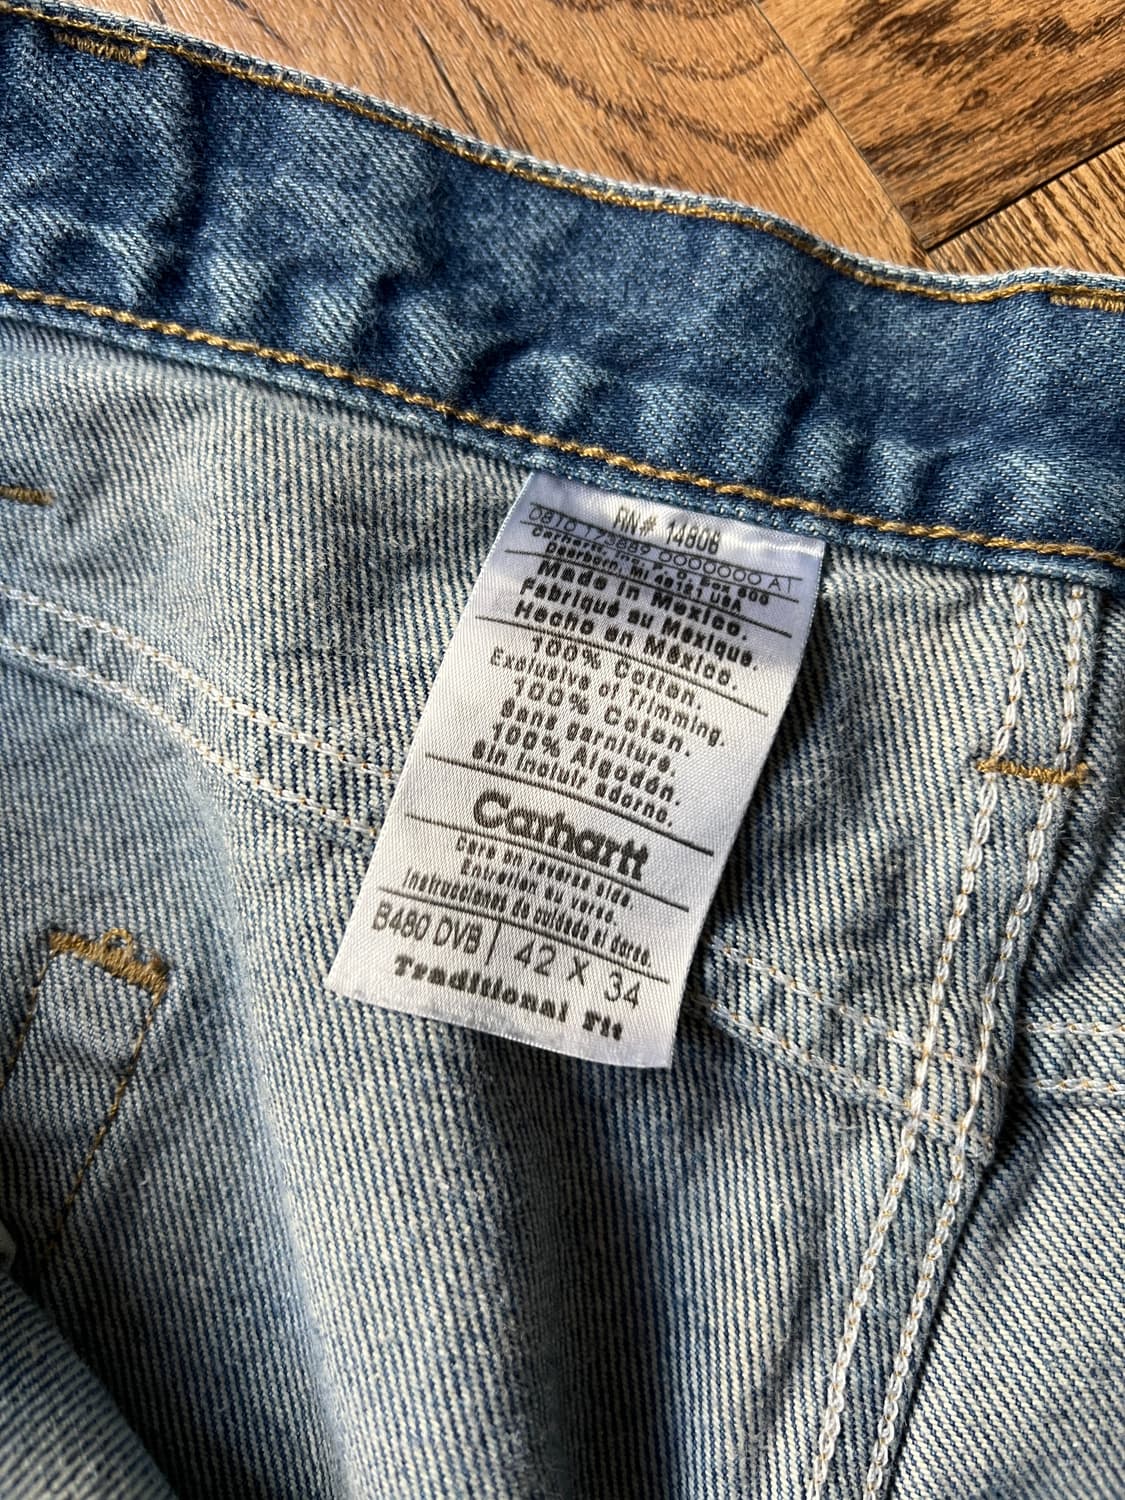 RN# 14806
0810 173689 0000000 A1
Carhartt, Inc. P.O. Box 600
Dearborn, MI 48121 USA
Made in Mexico.
Fabriqué au Mexique.
Hecho en México.
100% Cotton.
Exclusive of Trimming.
100% Coton.
Sans garniture.
100% Algodón.
sin incluir adorno.
Carhartt
Care on reverse side.
Entretien au verso.
Instrucciones de cuidado al dorso.
B480 DVB 42 X 34
Traditional Fit